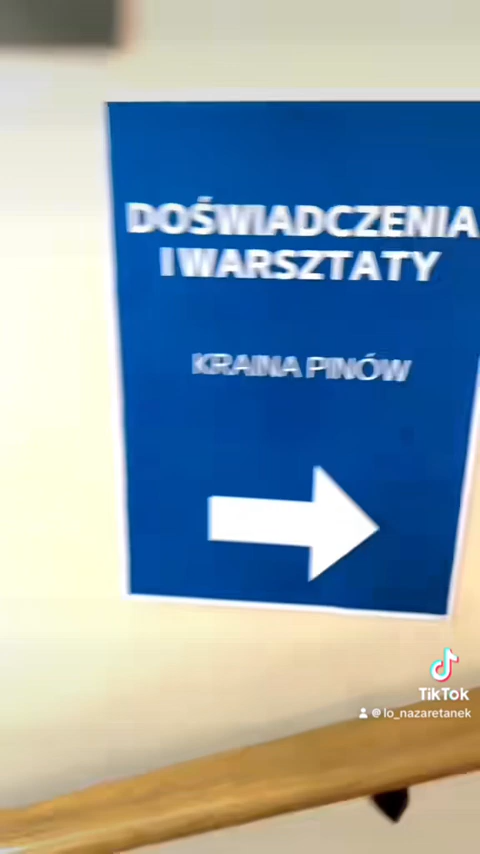 DOŚWIADCZENIA
I WARSZTATY
KRAINA PINÓW
TikTok
@lo_nazaretanek